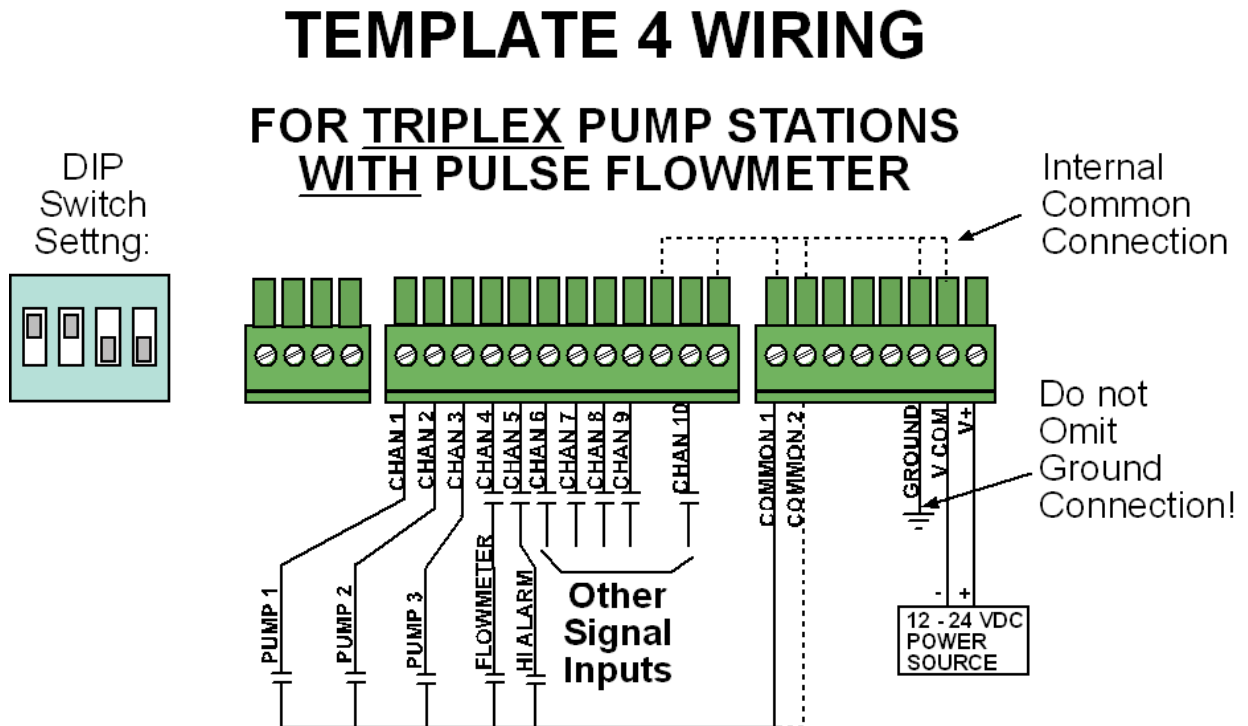 TEMPLATE 4 WIRING
FOR TRIPLEX PUMP STATIONS
WITH PULSE FLOWMETER
DIP
Switch
Settng:
Internal
Common
Connection
Do not
Omit
Ground
Connection!
CHAN 1
CHAN 2
CHAN 3
CHAN 4
CHAN 5
CHAN 6
CHAN 7
CHAN 8
CHAN 9
CHAN 10
COMMON 1
COMMON 2
GROUND
V COM
V+
PUMP 1
PUMP 2
PUMP 3
FLOWMETER
HI ALARM
Other
Signal
Inputs
- +
12 - 24 VDC
POWER
SOURCE